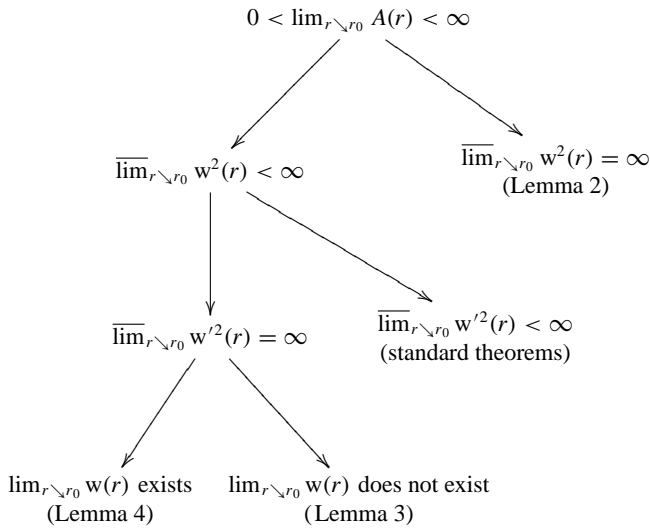 0 < lim_{r↘r₀} A(r) < ∞
\overline{lim}_{r↘r₀} w²(r) < ∞
\overline{lim}_{r↘r₀} w²(r) = ∞
(Lemma 2)
\overline{lim}_{r↘r₀} w′²(r) = ∞
\overline{lim}_{r↘r₀} w′²(r) < ∞
(standard theorems)
lim_{r↘r₀} w(r) exists
(Lemma 4)
lim_{r↘r₀} w(r) does not exist
(Lemma 3)